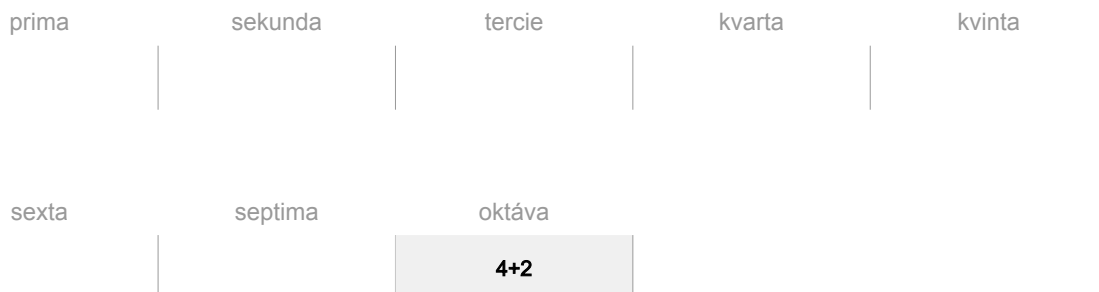 prima sekunda tercie kvarta kvinta
sexta septima oktáva
4+2